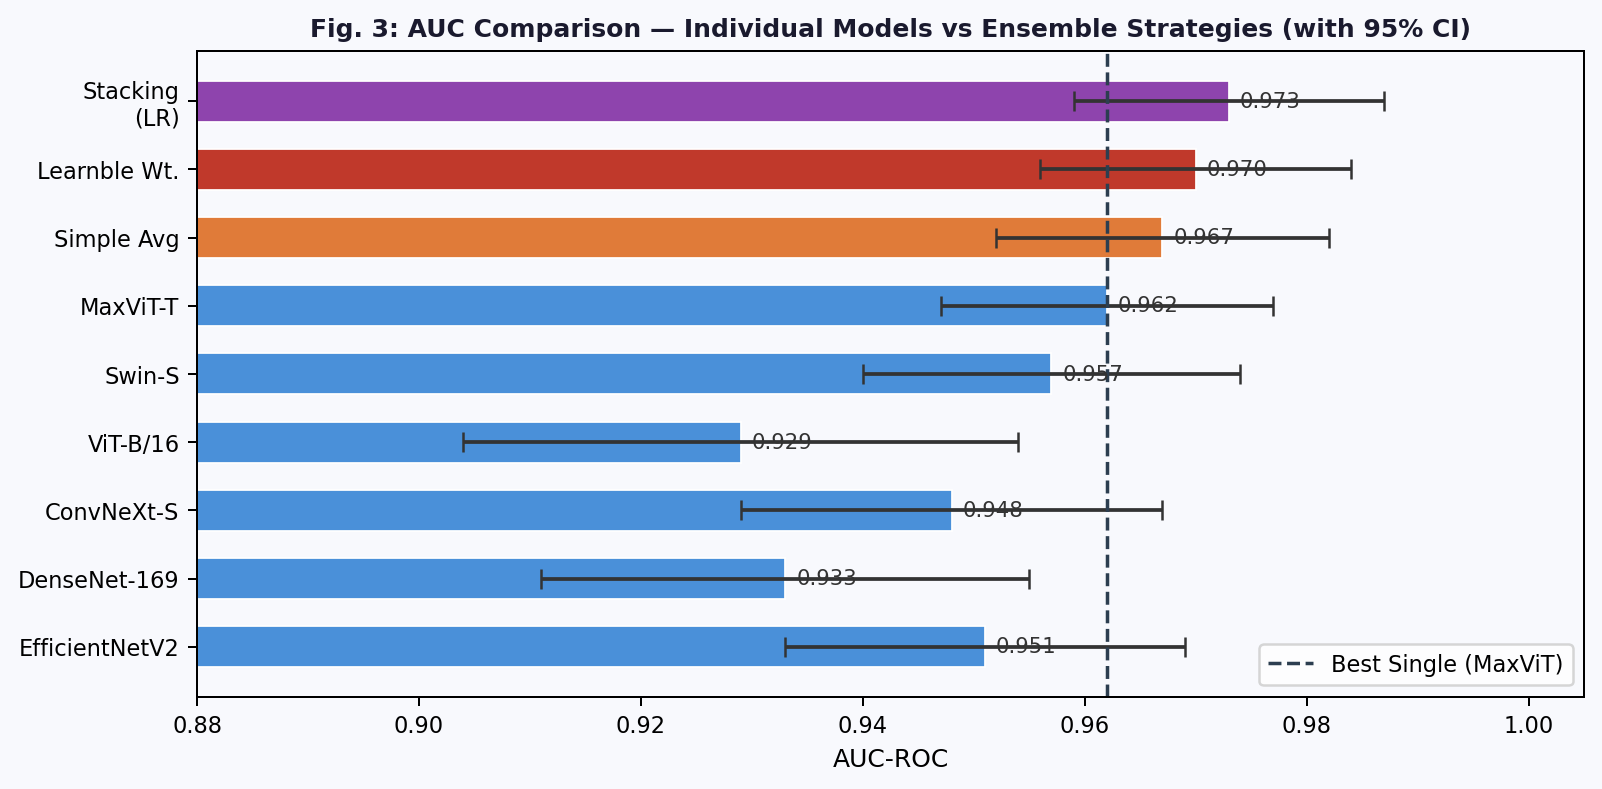 Fig. 3: AUC Comparison — Individual Models vs Ensemble Strategies (with 95% CI)
Stacking
(LR)
0.973
Learnble Wt.
0.970
Simple Avg
0.967
MaxViT-T
0.962
Swin-S
0.957
ViT-B/16
0.929
ConvNeXt-S
0.948
DenseNet-169
0.933
EfficientNetV2
0.951
Best Single (MaxViT)
0.88 0.90 0.92 0.94 0.96 0.98 1.00
AUC-ROC